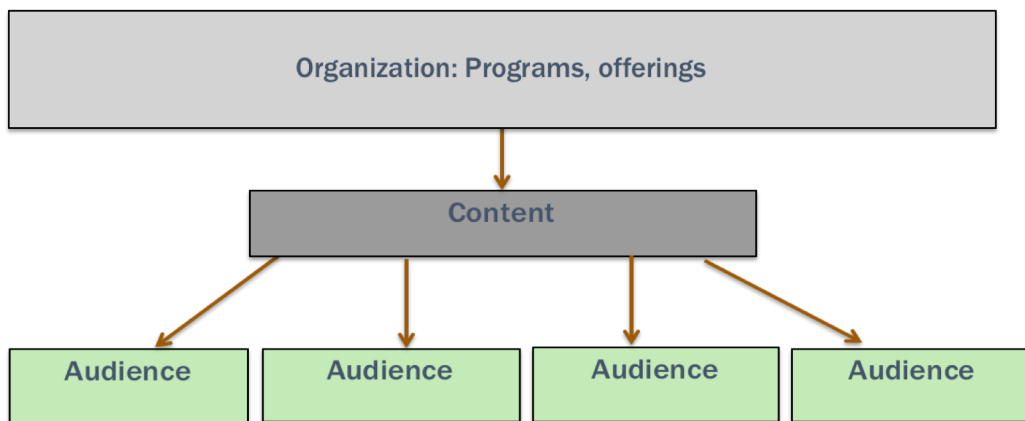 Organization: Programs, offerings
Content
Audience
Audience
Audience
Audience